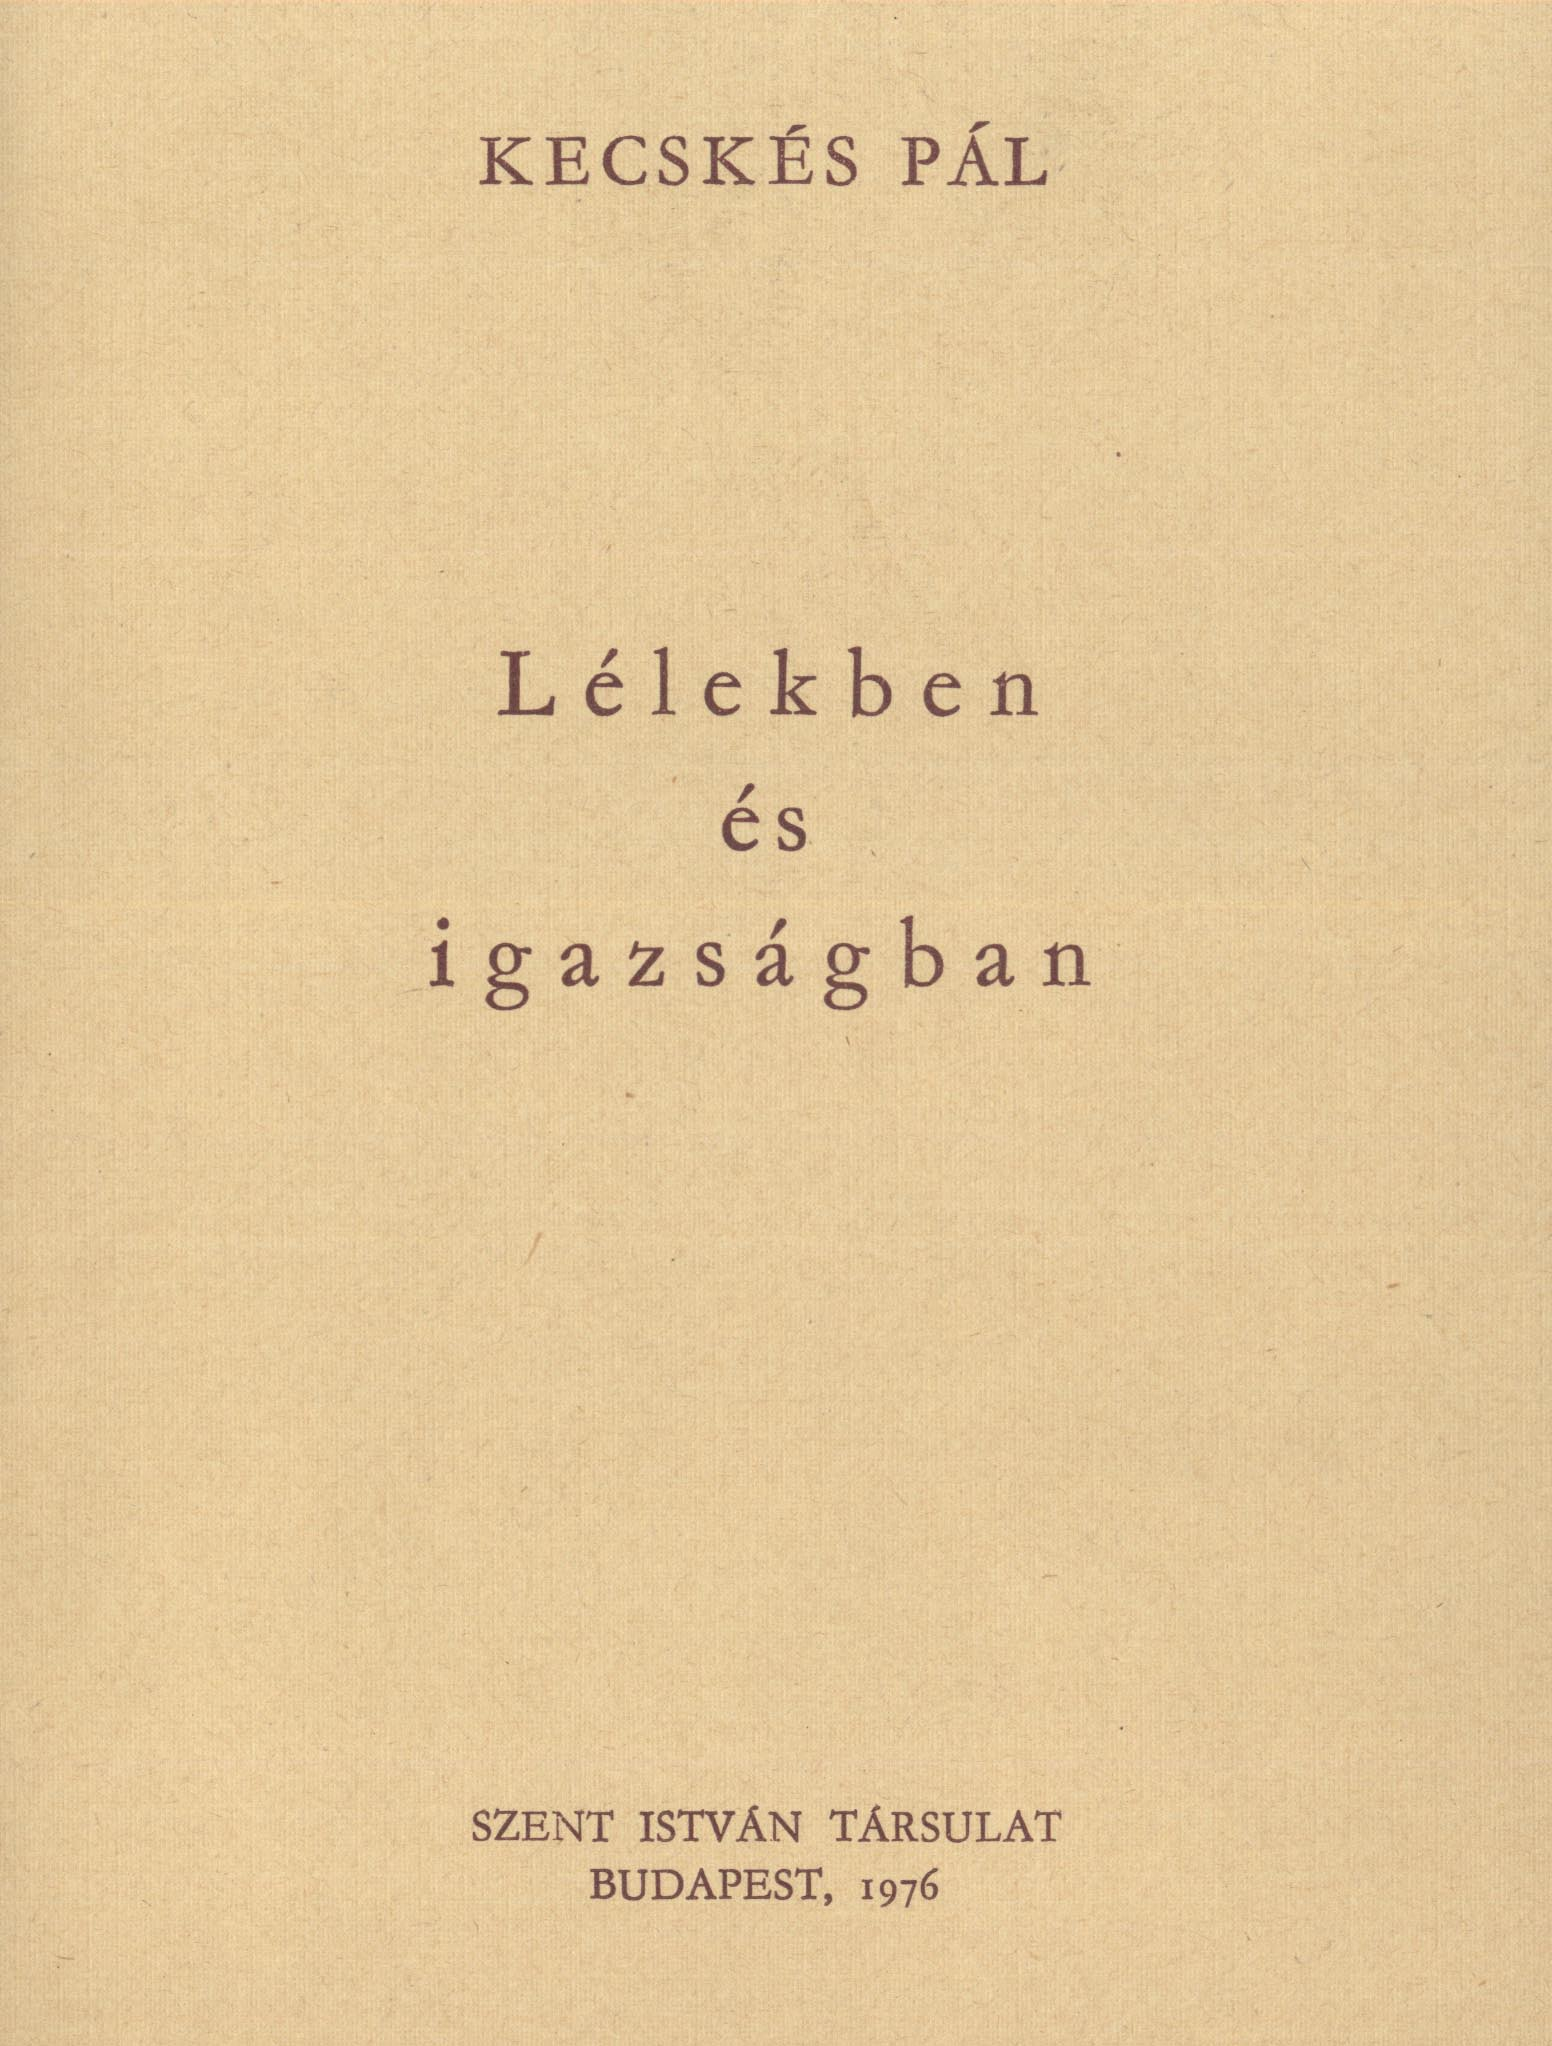 KECSKÉS PÁL
Lélekben
és
igazságban
SZENT ISTVÁN TÁRSULAT
BUDAPEST, 1976